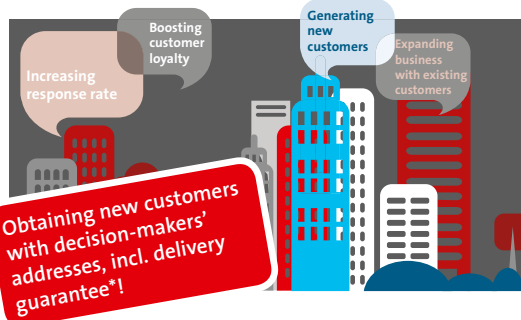 Boosting
customer
loyalty
Generating
new
customers
Expanding
business
with existing
customers
Increasing
response rate
Obtaining new customers
with decision-makers'
addresses, incl. delivery
guarantee*!